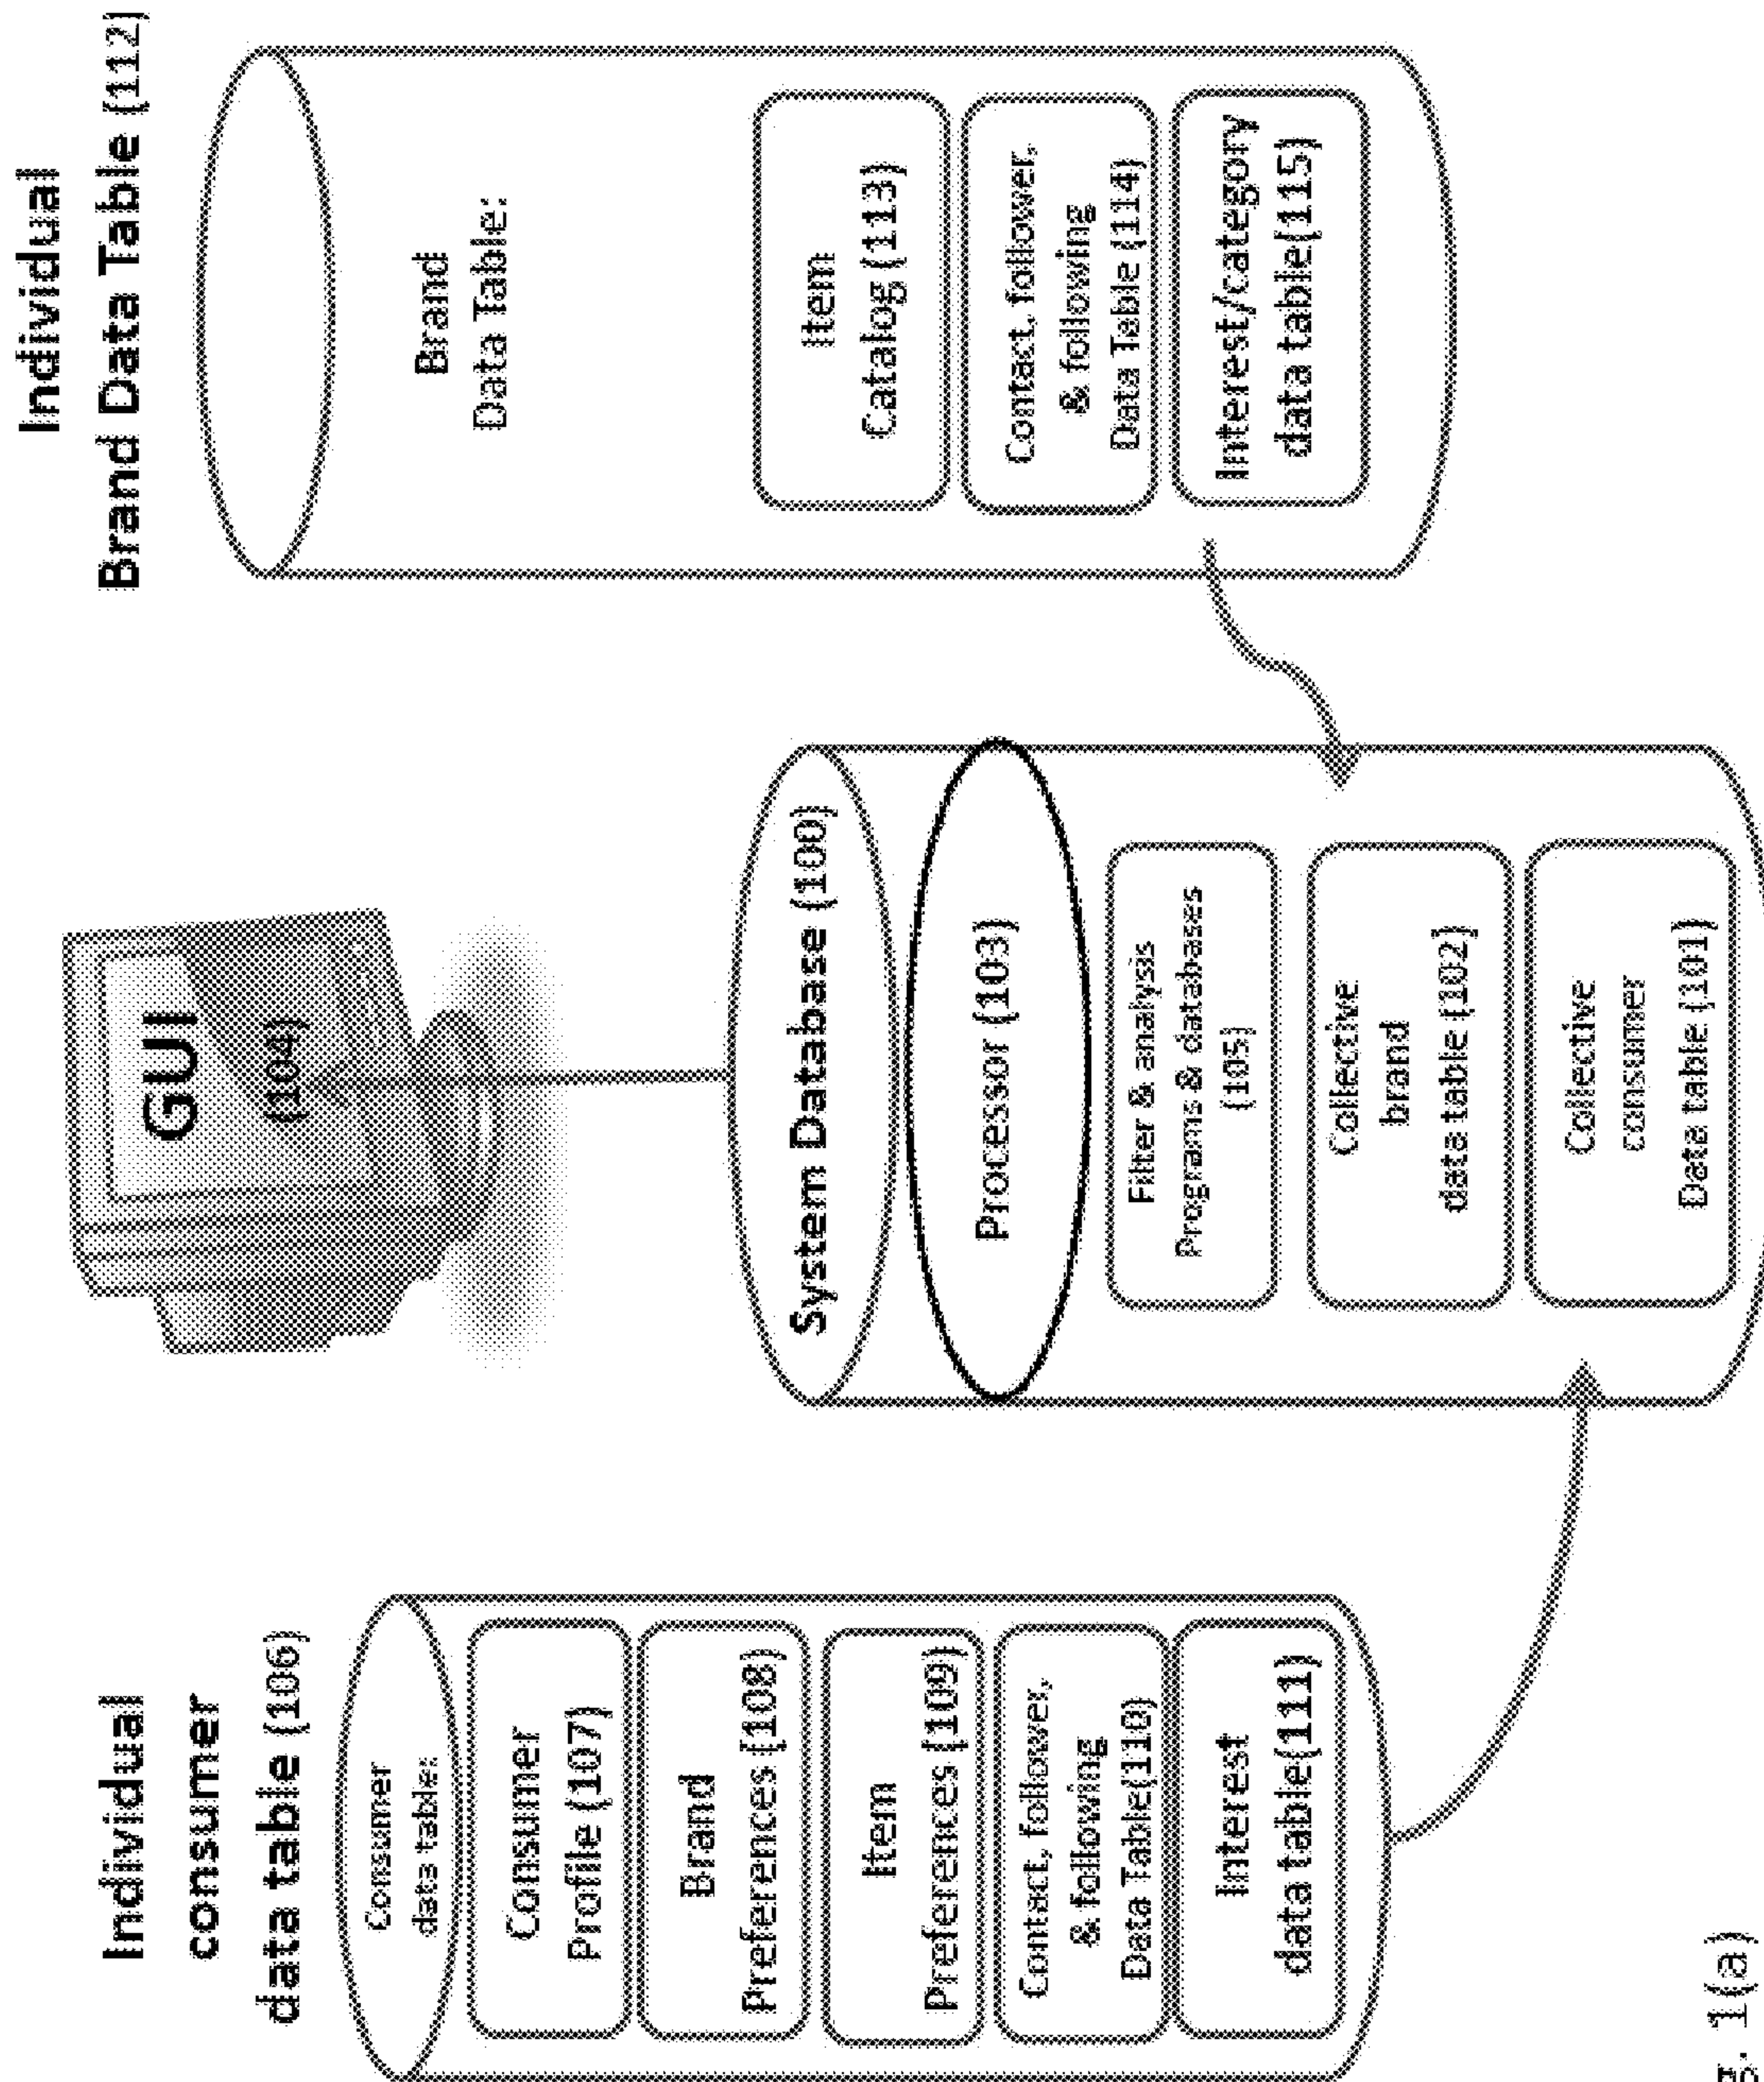 Individual
consumer
data table (106)
Consumer
data table:
Consumer
Profile (107)
Brand
Preferences (108)
Item
Preferences (109)
Contact, follower,
& following
Data Table(110)
Interest
data table(111)
GUI
(104)
System Database (100)
Processor (103)
Filter & analysis
Programs & databases
(105)
Collective
brand
data table (102)
Collective
consumer
Data table (101)
Individual
Brand Data Table (112)
Brand
Data Table:
Item
Catalog (113)
Contact, follower,
& following
Data Table (114)
Interest/category
data table(115)
g. 1(a)